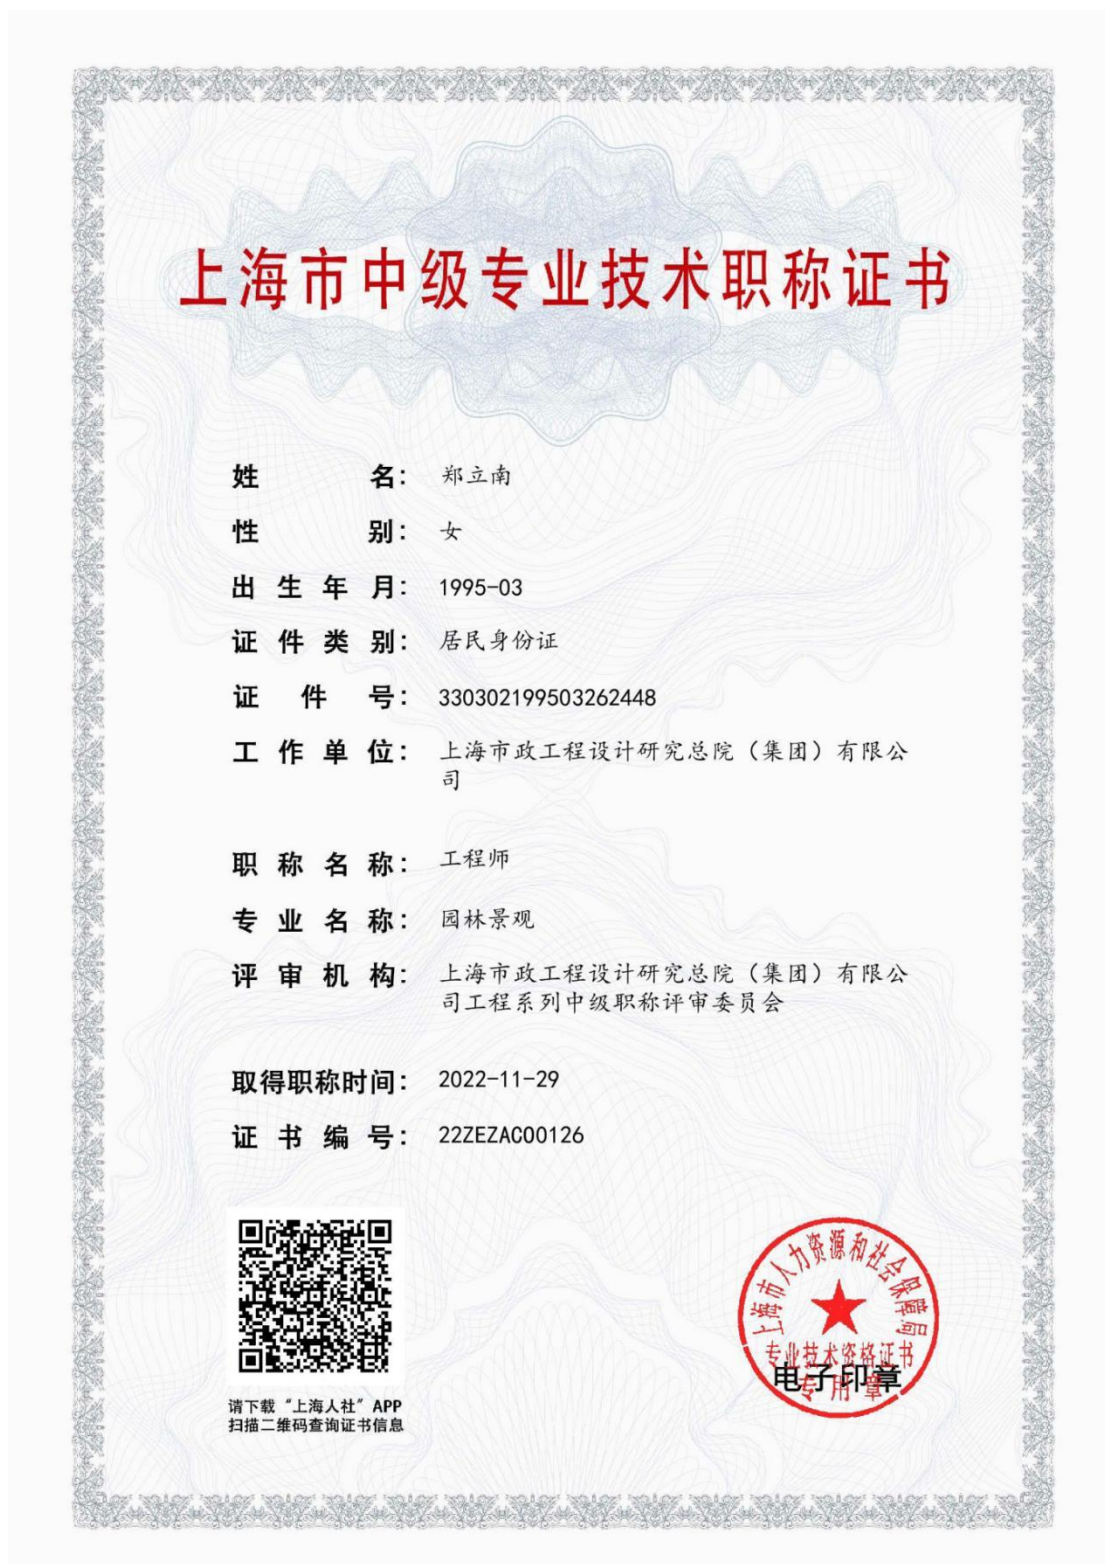 上海市中级专业技术职称证书
姓名：郑立南
性别：女
出生年月：1995-03
证件类别：居民身份证
证件号：330302199503262448
工作单位：上海市政工程设计研究总院（集团）有限公
司
职称名称：工程师
专业名称：园林景观
评审机构：上海市政工程设计研究总院（集团）有限公
司工程系列中级职称评审委员会
取得职称时间：2022-11-29
证书编号：22ZEZAC00126
请下载“上海人社”APP
扫描二维码查询证书信息
上海市人力资源和社会保障局
专业技术资格证书
专用章
电子印章